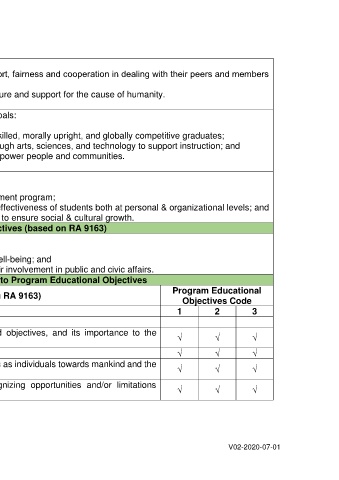 ort, fairness and cooperation in dealing with their peers and members
ure and support for the cause of humanity.
oals:
killed, morally upright, and globally competitive graduates;
ugh arts, sciences, and technology to support instruction; and
power people and communities.
ment program;
ffectiveness of students both at personal & organizational levels; and
to ensure social & cultural growth.
ctives (based on RA 9163)
ell-being; and
ir involvement in public and civic affairs.
to Program Educational Objectives
RA 9163)
Program Educational
Objectives Code
1 2 3
d objectives, and its importance to the
√ √ √
√ √ √
s as individuals towards mankind and the
√ √ √
gnizing opportunities and/or limitations
√ √ √
V02-2020-07-01